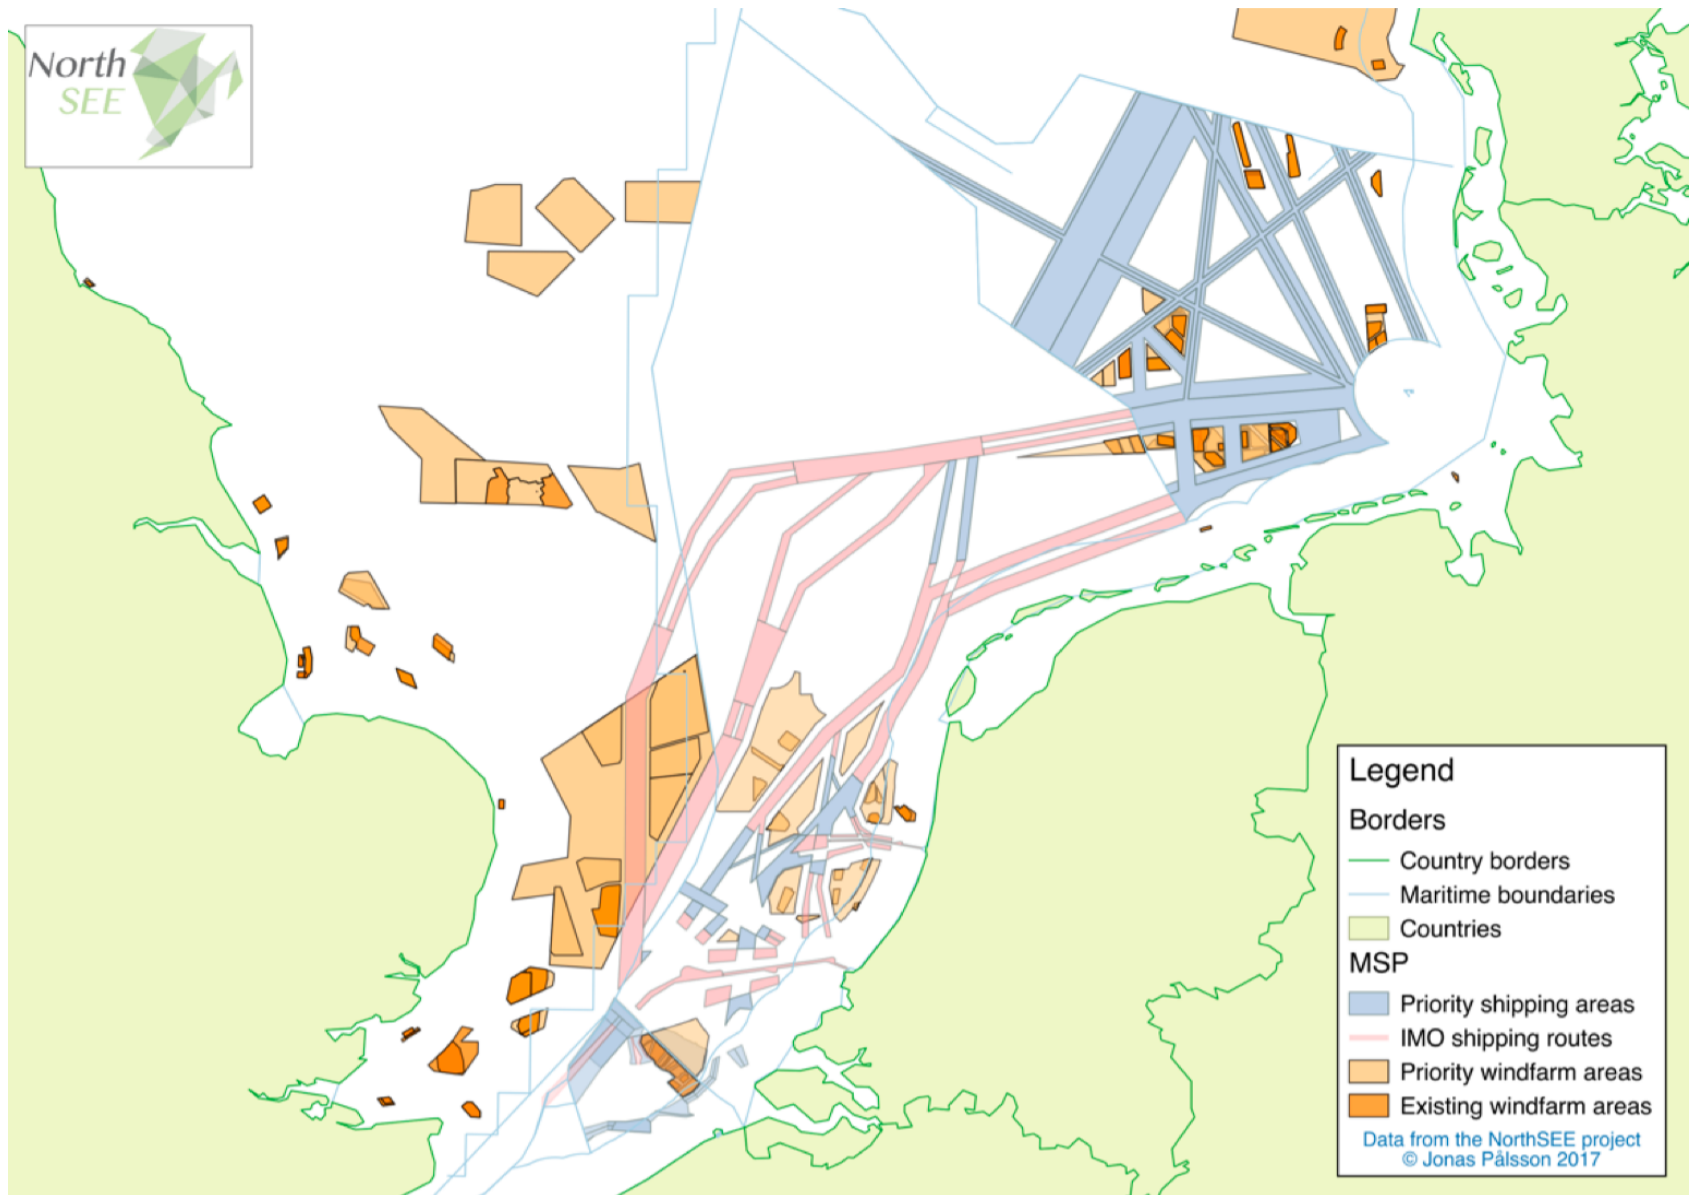 North
SEE
Legend
Borders
Country borders
Maritime boundaries
Countries
MSP
Priority shipping areas
IMO shipping routes
Priority windfarm areas
Existing windfarm areas
Data from the NorthSEE project
© Jonas Pålsson 2017